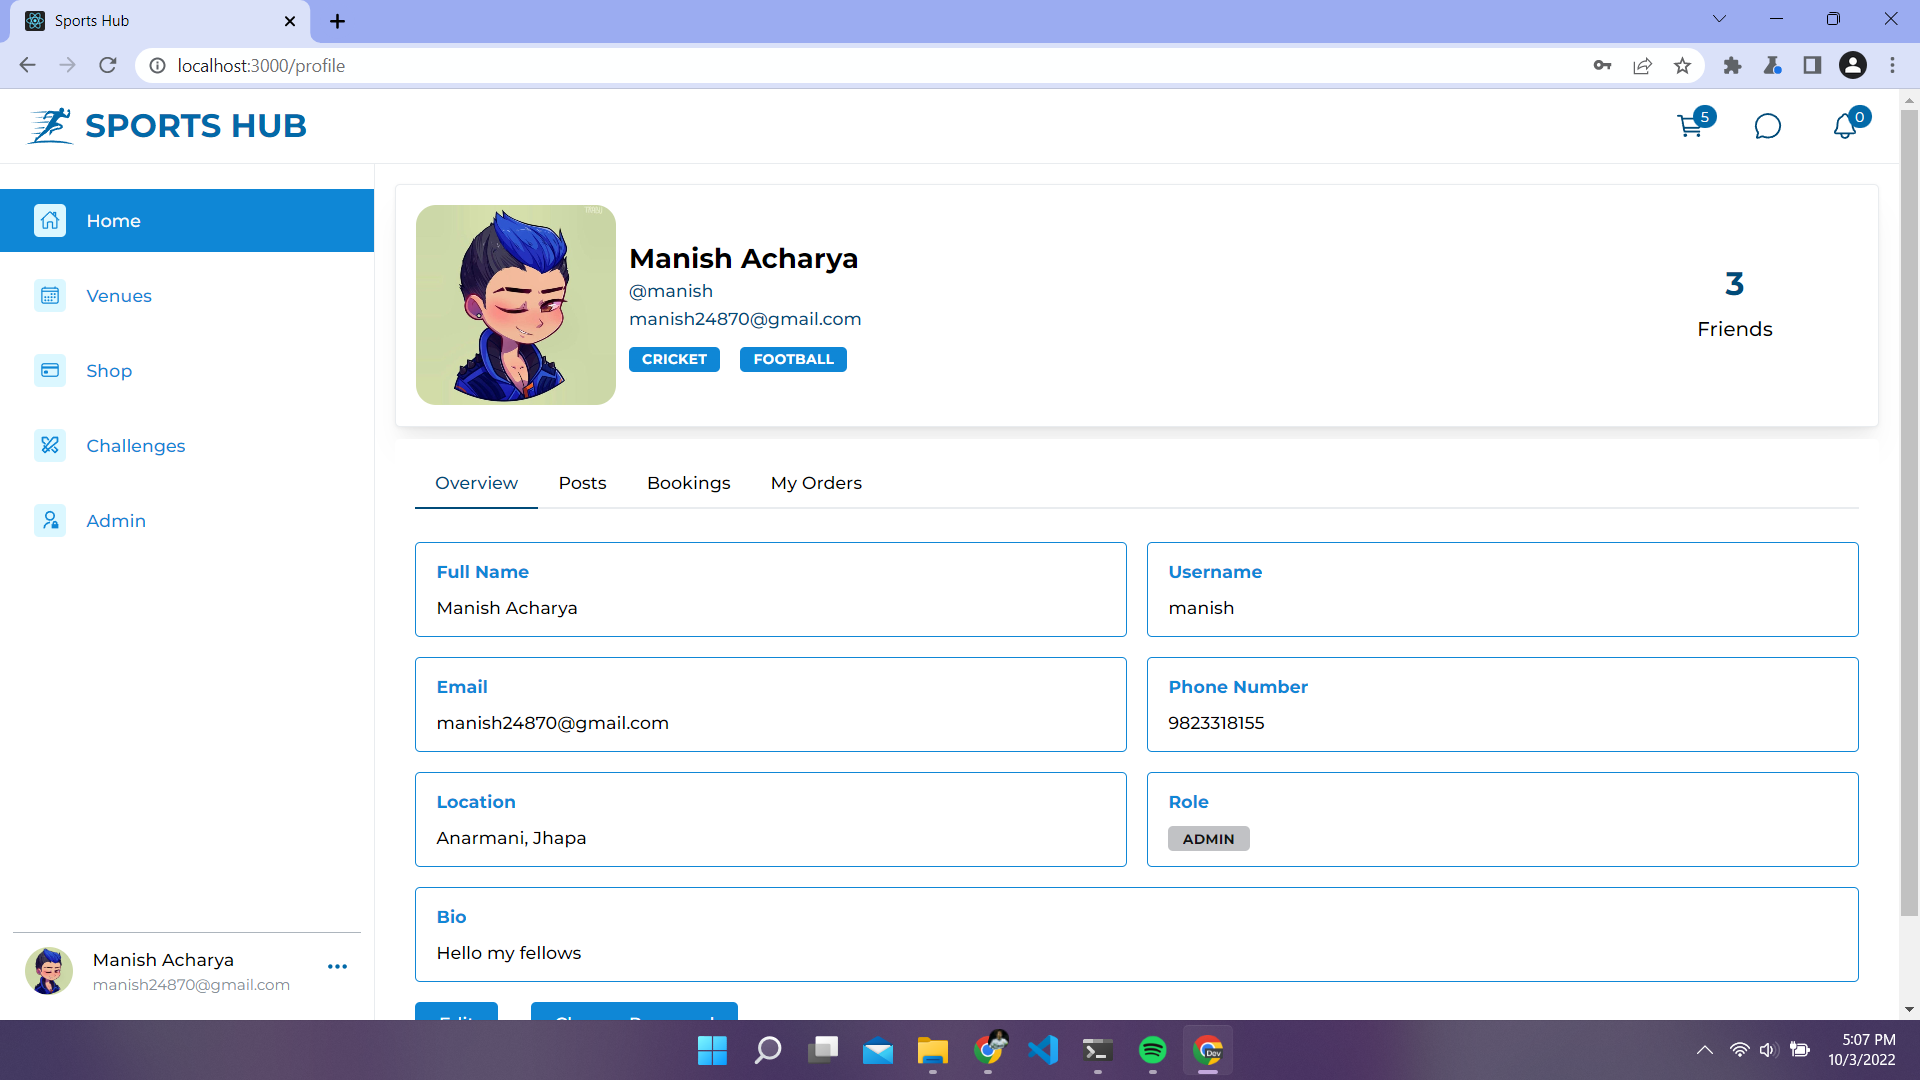 Sports Hub
localhost:3000/profile
SPORTS HUB
5
0
Home
Venues
Shop
Challenges
Admin
Manish Acharya
@manish
manish24870@gmail.com
CRICKET FOOTBALL
3
Friends
Overview Posts Bookings My Orders
Full Name
Manish Acharya
Username
manish
Email
manish24870@gmail.com
Phone Number
9823318155
Location
Anarmani, Jhapa
Role
ADMIN
Bio
Hello my fellows
Manish Acharya
manish24870@gmail.com
Dev
5:07 PM
10/3/2022